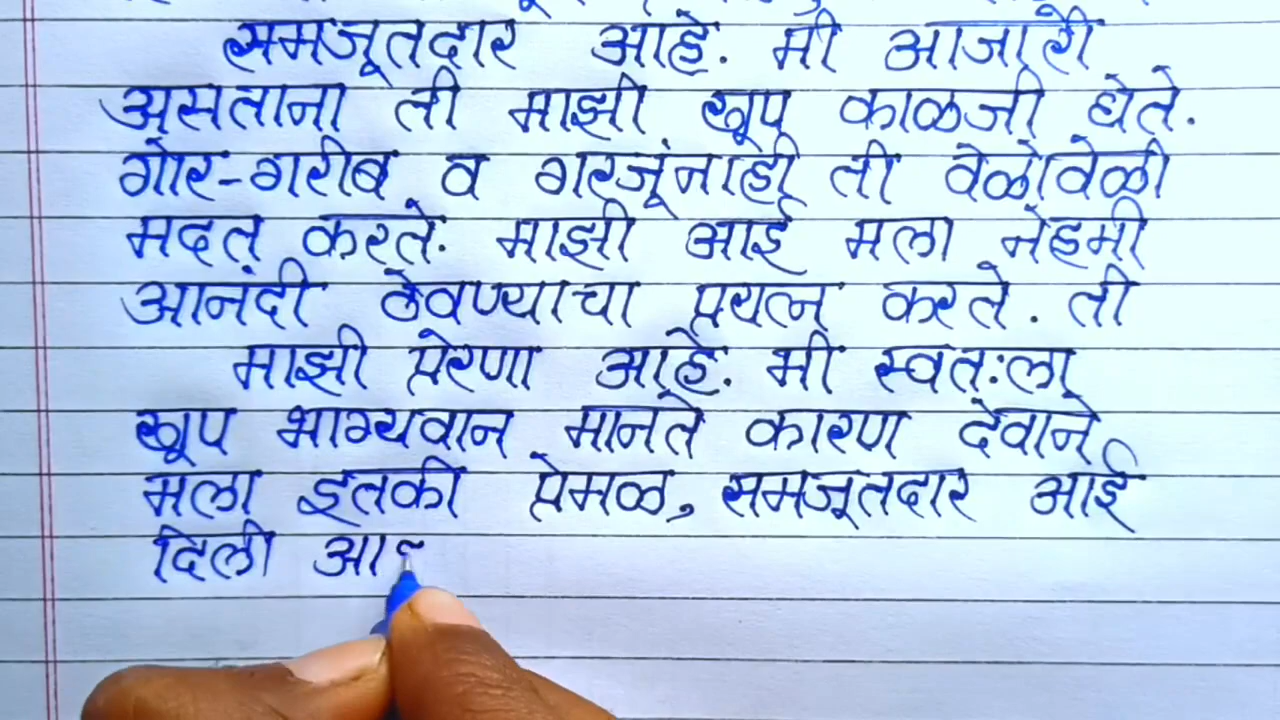 समजूतदार आहे. मी आजारी
असताना ती माझी खूप काळजी घेते.
गोर-गरीब व गरजूंनाही ती वेळोवेळी
मदत करते. माझी आई मला नेहमी
आनंदी ठेवण्याचा प्रयत्न करते. ती
माझी प्रेरणा आहे. मी स्वतःला
खूप भाग्यवान मानते कारण देवाने
मला इतकी प्रेमळ, समजूतदार आई
दिली आ